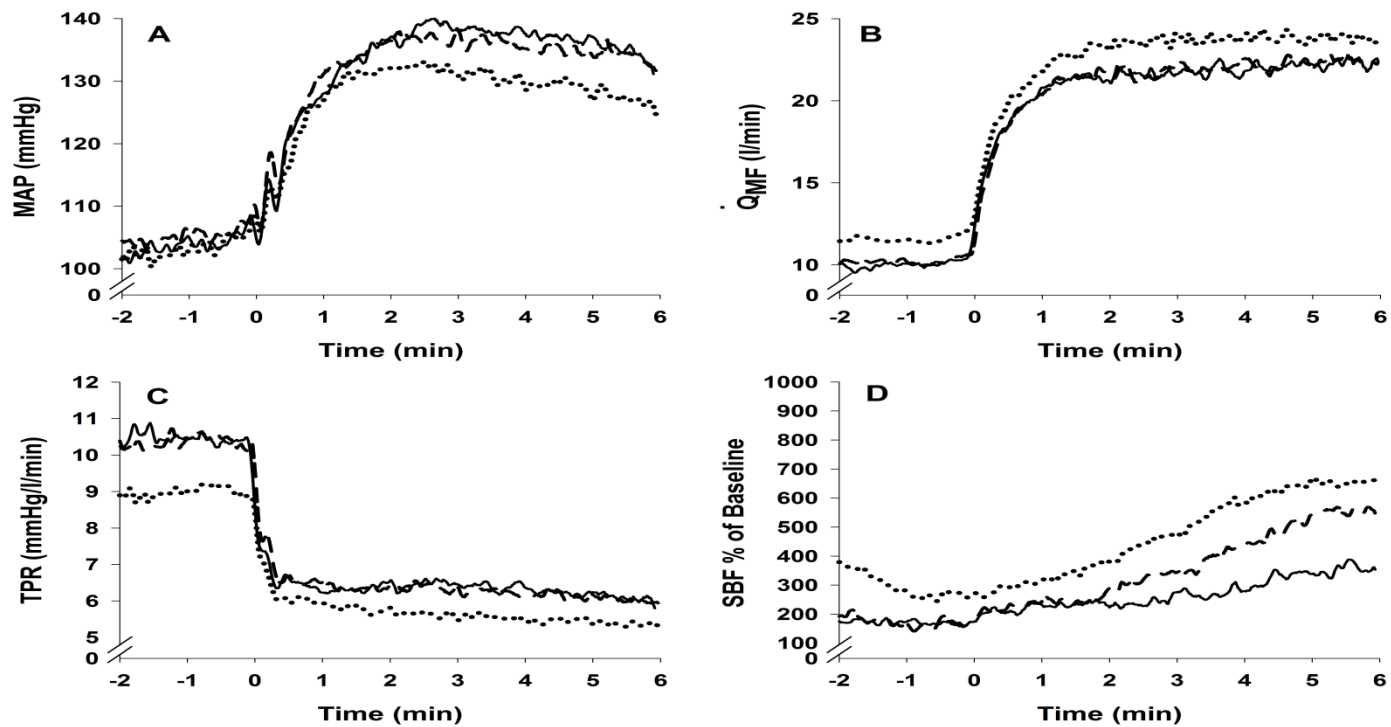 A
MAP (mmHg)
140
130
120
110
100
0
-2 -1 0 1 2 3 4 5 6
Time (min)
B
Q̇MF (l/min)
25
20
15
10
0
-2 -1 0 1 2 3 4 5 6
Time (min)
C
TPR (mmHg/l/min)
12
11
10
9
8
7
6
5
0
-2 -1 0 1 2 3 4 5 6
Time (min)
D
SBF % of Baseline
1000
900
800
700
600
500
400
300
200
100
0
-2 -1 0 1 2 3 4 5 6
Time (min)